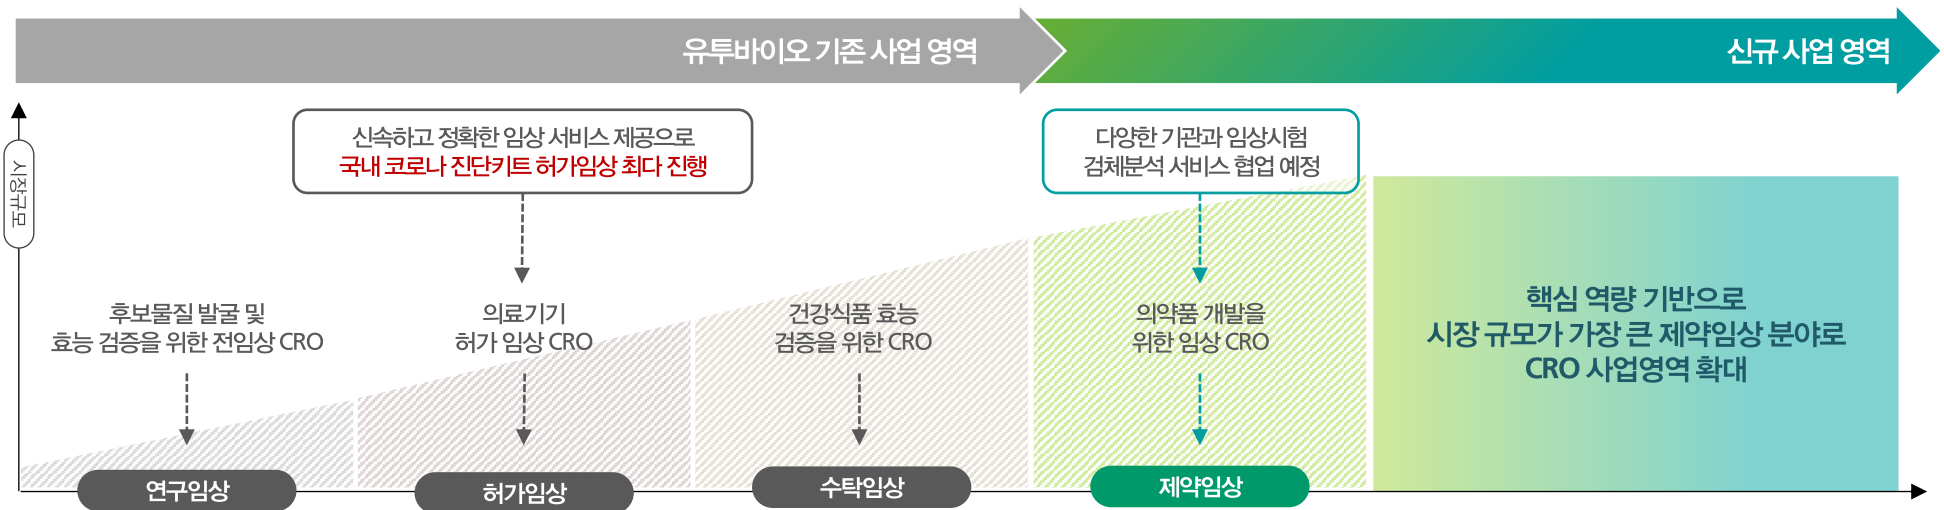 유투바이오 기존 사업 영역
신규 사업 영역
시장규모
신속하고 정확한 임상 서비스 제공으로
국내 코로나 진단키트 허가임상 최다 진행
다양한 기관과 임상시험
검체분석 서비스 협업 예정
후보물질 발굴 및
효능 검증을 위한 전임상 CRO
의료기기
허가 임상 CRO
건강식품 효능
검증을 위한 CRO
의약품 개발을
위한 임상 CRO
핵심 역량 기반으로
시장 규모가 가장 큰 제약임상 분야로
CRO 사업영역 확대
연구임상
허가임상
수탁임상
제약임상